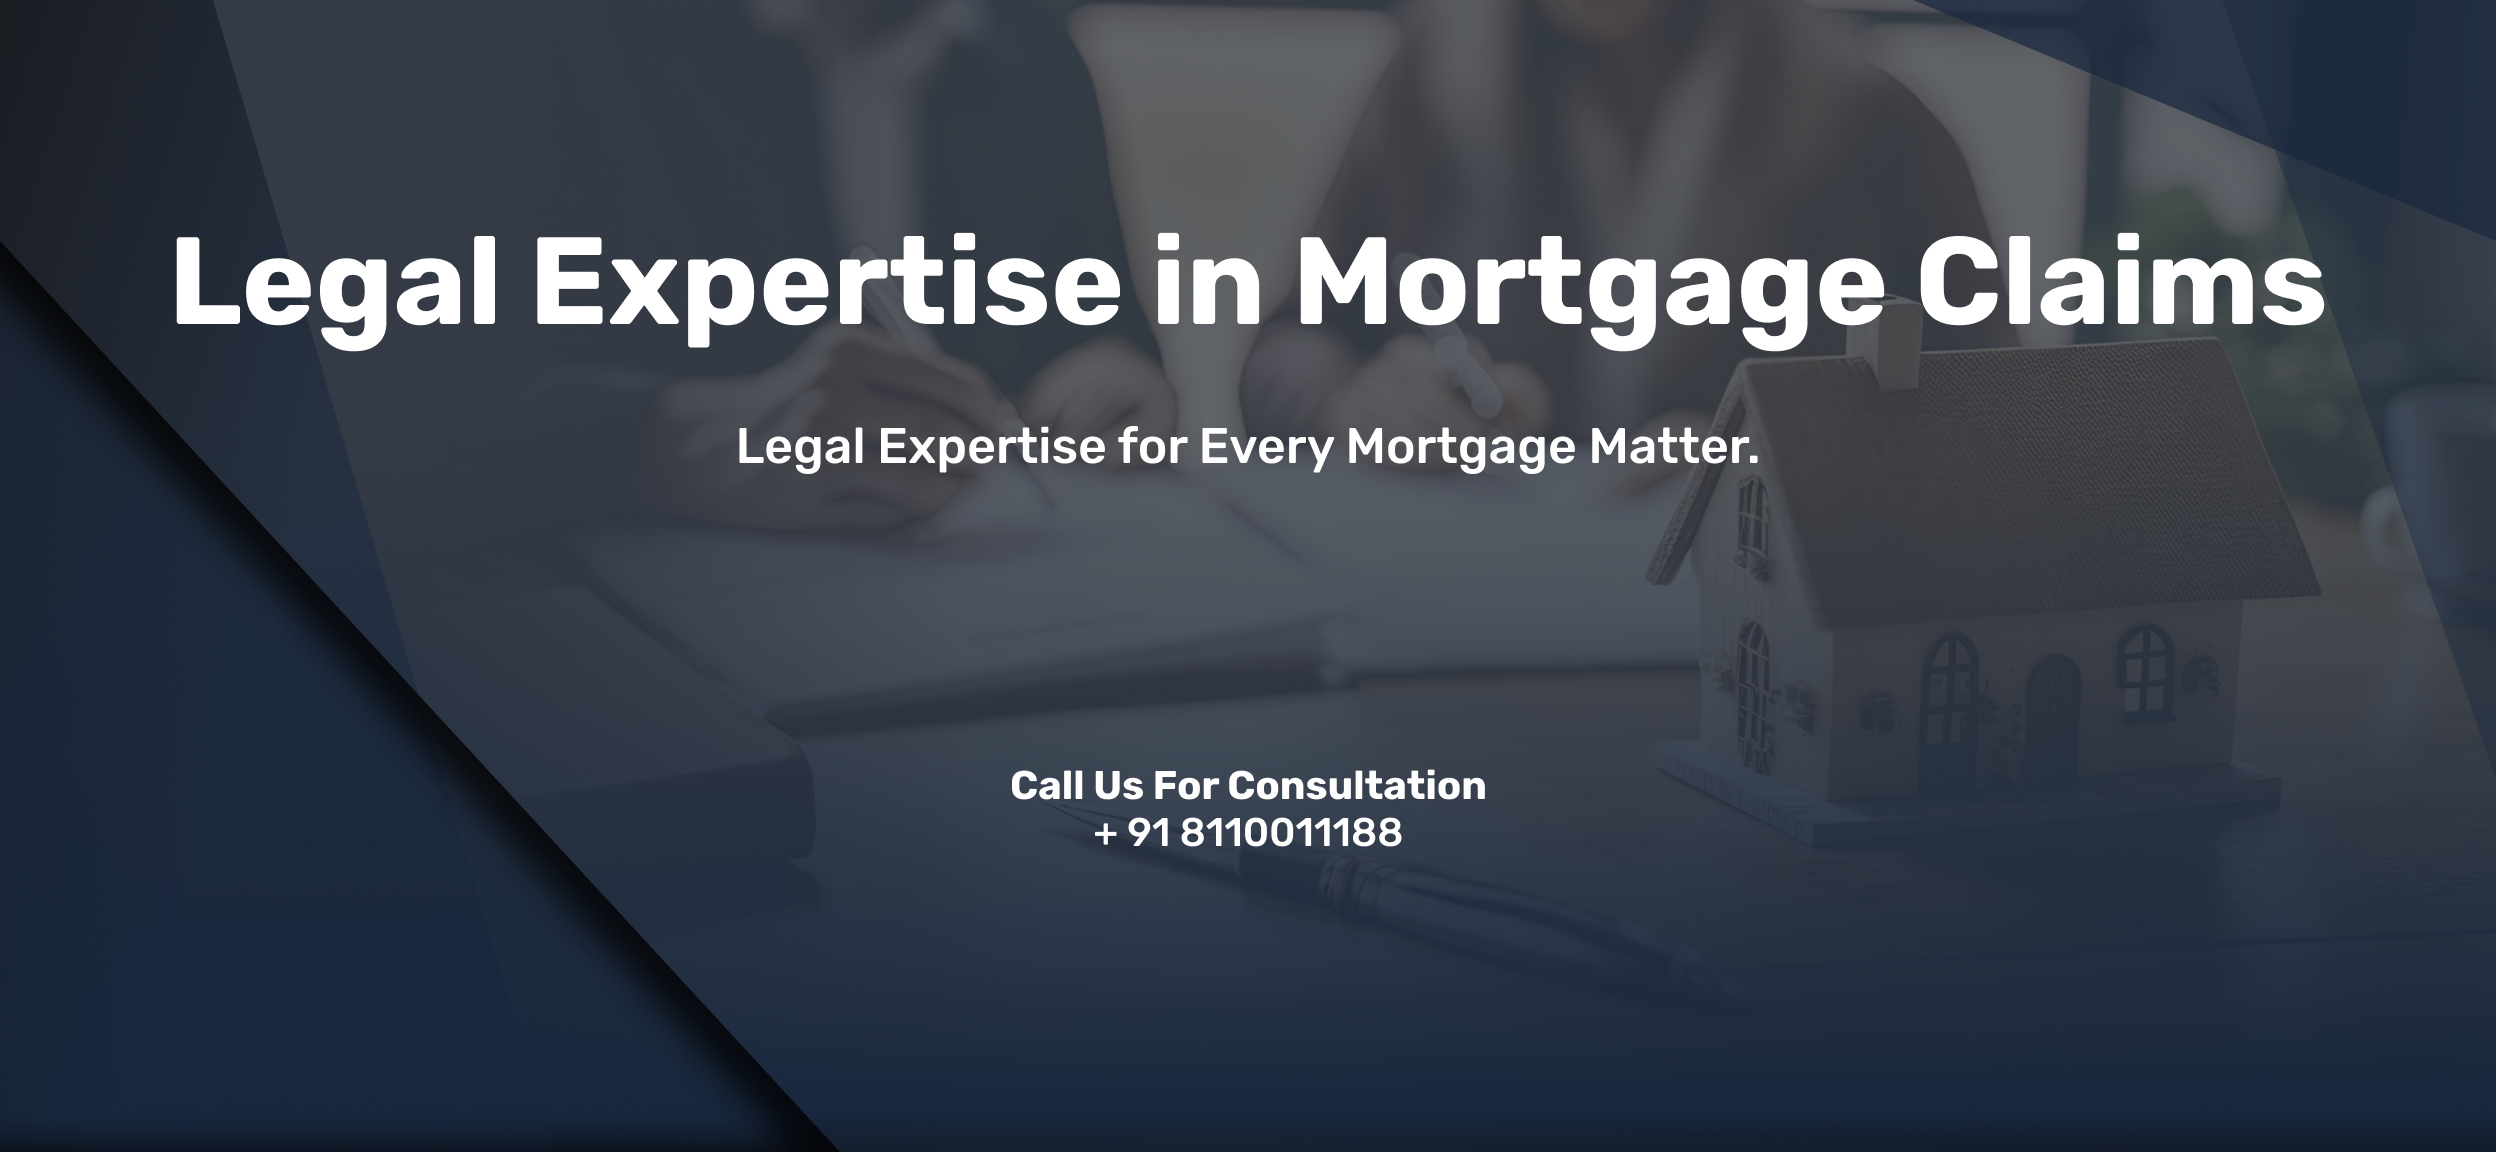 Legal Expertise in Mortgage Claims
Legal Expertise for Every Mortgage Matter.
Call Us For Consultation
+ 91 8110011188